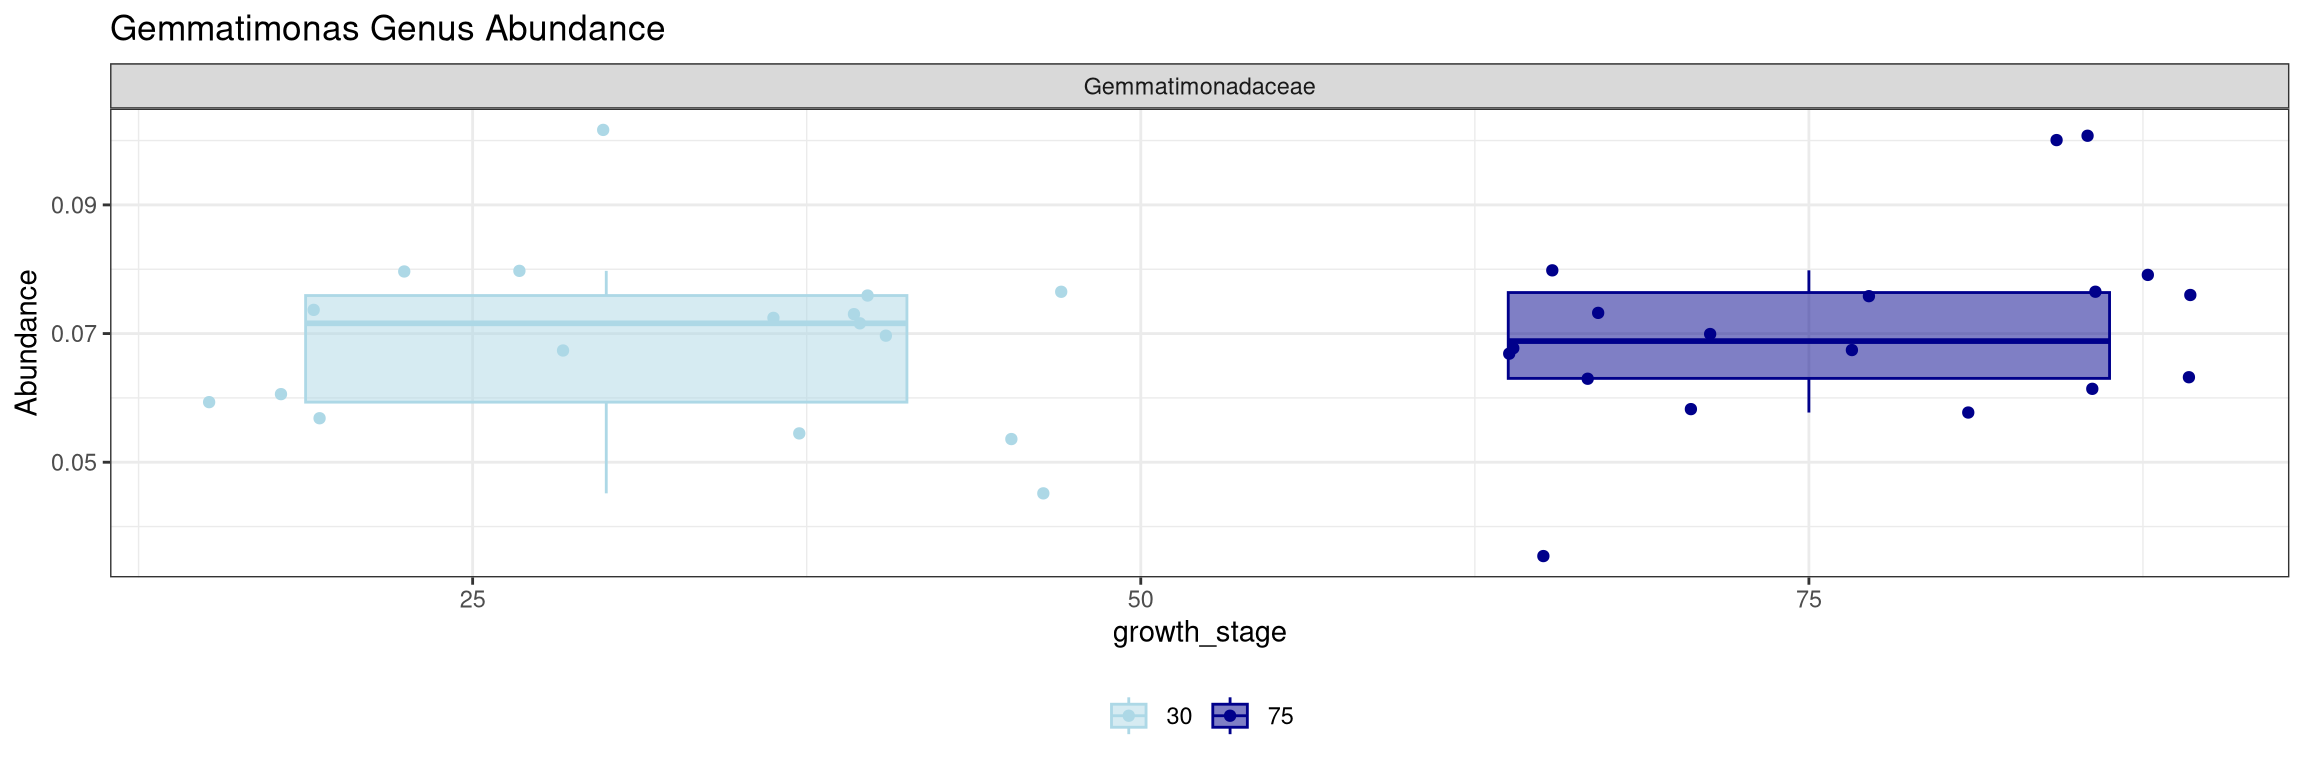 Gemmatimonas Genus Abundance
Gemmatimonadaceae
Abundance
0.09
0.07
0.05
25 50 75
growth_stage
30 75